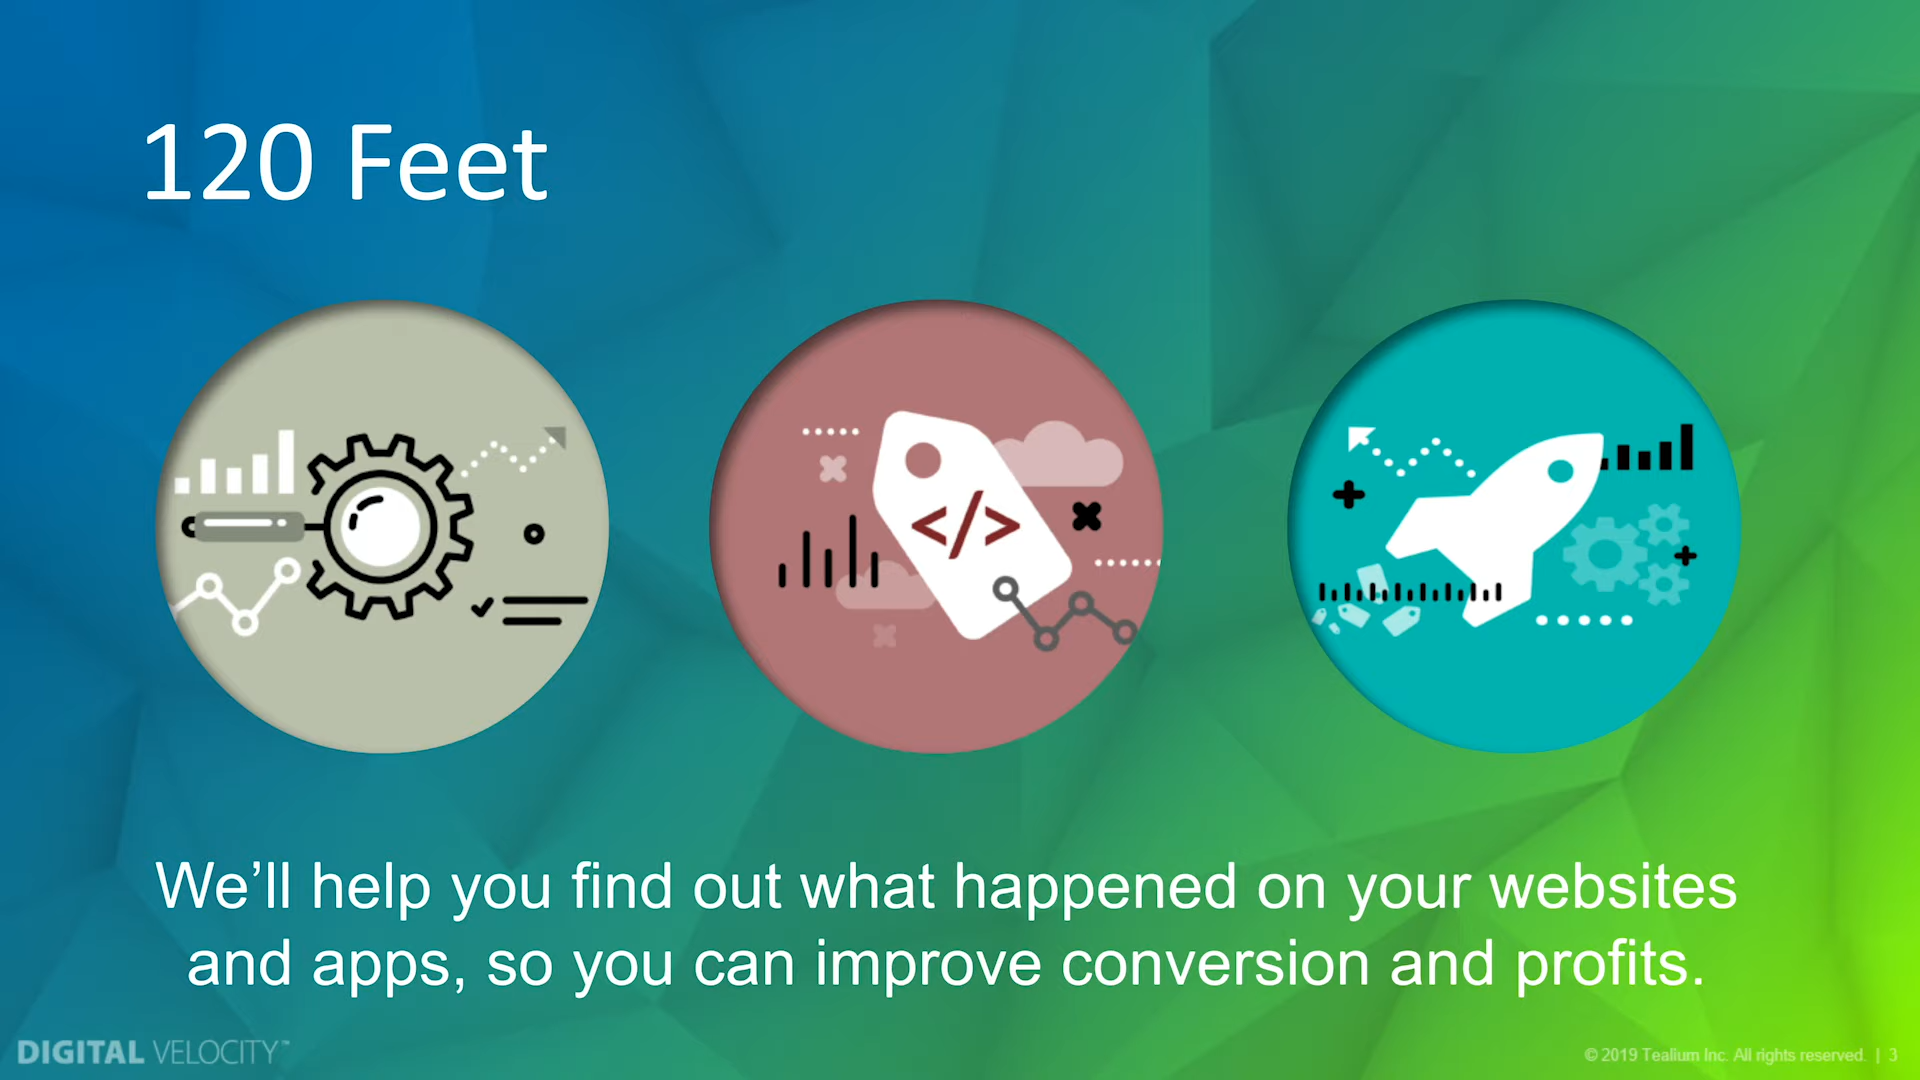 120 Feet
</>
We’ll help you find out what happened on your websites
and apps, so you can improve conversion and profits.
DIGITAL VELOCITY™
© 2019 Tealium Inc. All rights reserved. | 3